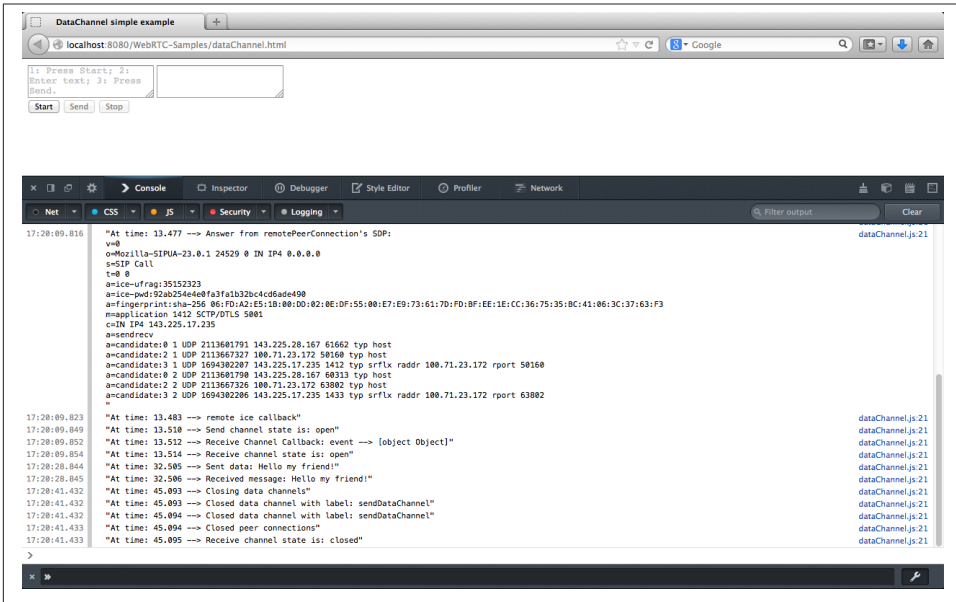 DataChannel simple example
localhost:8080/WebRTC-Samples/dataChannel.html
Google
1: Press Start; 2:
Enter text; 3: Press
Send.
Start Send Stop
Console Inspector Debugger Style Editor Profiler Network
Net CSS JS Security Logging Filter output Clear
17:20:09.816 "At time: 13.477 --> Answer from remotePeerConnection's SDP: dataChannel.js:21
v=0
o=Mozilla-SIPUA-23.0.1 24529 0 IN IP4 0.0.0.0
s=SIP Call
t=0 0
a=ice-ufrag:35152323
a=ice-pwd:92ab254e4e0fa3fa1b32bc4cd6ade490
a=fingerprint:sha-256 06:FD:A2:E5:1B:00:DD:02:0E:DF:55:00:E7:E9:73:61:7D:FD:BF:EE:1E:CC:36:75:35:BC:41:06:3C:37:63:F3
m=application 1412 SCTP/DTLS 5001
c=IN IP4 143.225.17.235
a=sendrecv
a=candidate:0 1 UDP 2113601791 143.225.28.167 61662 typ host
a=candidate:2 1 UDP 2113667327 100.71.23.172 50160 typ host
a=candidate:3 1 UDP 1694302207 143.225.17.235 1412 typ srflx raddr 100.71.23.172 rport 50160
a=candidate:0 2 UDP 2113601790 143.225.28.167 60313 typ host
a=candidate:2 2 UDP 2113667326 100.71.23.172 63802 typ host
a=candidate:3 2 UDP 1694302206 143.225.17.235 1433 typ srflx raddr 100.71.23.172 rport 63802
"
17:20:09.823 "At time: 13.483 --> remote ice callback" dataChannel.js:21
17:20:09.849 "At time: 13.510 --> Send channel state is: open" dataChannel.js:21
17:20:09.852 "At time: 13.512 --> Receive Channel Callback: event --> [object Object]" dataChannel.js:21
17:20:09.854 "At time: 13.514 --> Receive channel state is: open" dataChannel.js:21
17:20:28.844 "At time: 32.505 --> Sent data: Hello my friend!" dataChannel.js:21
17:20:28.845 "At time: 32.506 --> Received message: Hello my friend!" dataChannel.js:21
17:20:41.432 "At time: 45.093 --> Closing data channels" dataChannel.js:21
17:20:41.432 "At time: 45.093 --> Closed data channel with label: sendDataChannel" dataChannel.js:21
17:20:41.432 "At time: 45.094 --> Closed data channel with label: sendDataChannel" dataChannel.js:21
17:20:41.433 "At time: 45.094 --> Closed peer connections" dataChannel.js:21
17:20:41.433 "At time: 45.095 --> Receive channel state is: closed" dataChannel.js:21